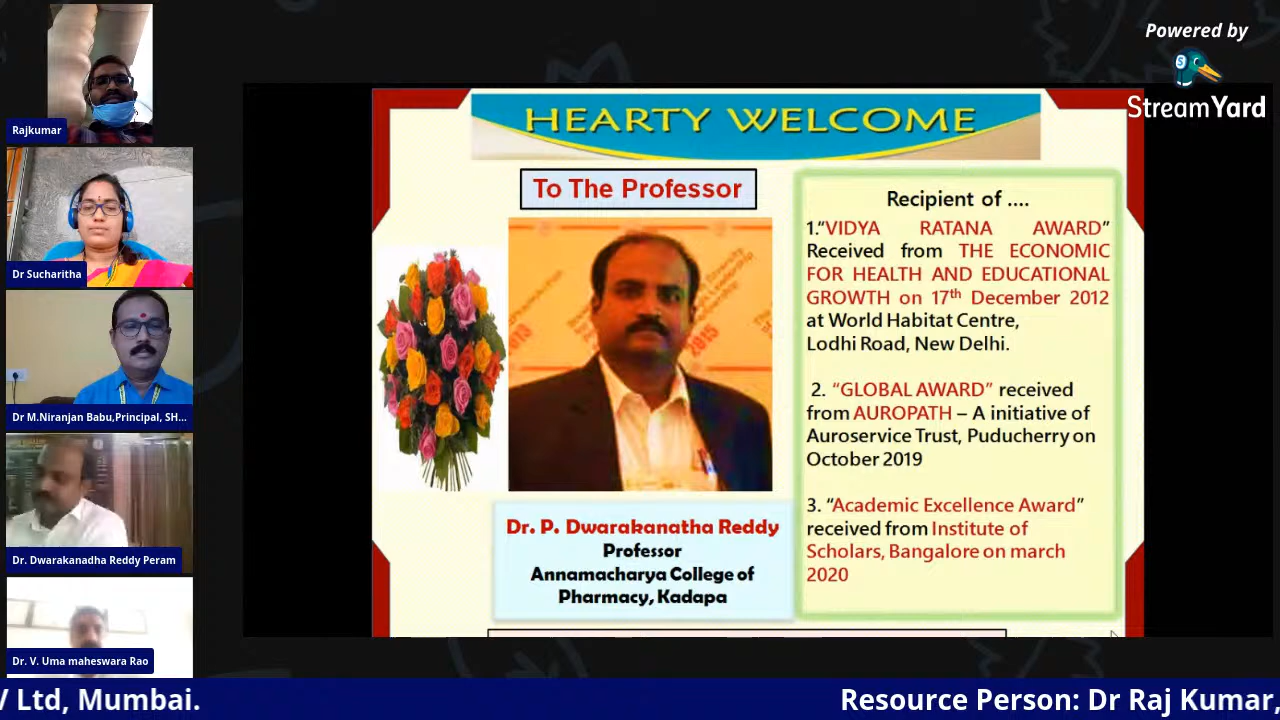 Powered by
StreamYard
Rajkumar
Dr Sucharitha
Dr M.Niranjan Babu,Principal, SH...
Dr. Dwarakanadha Reddy Peram
Dr. V. Uma maheswara Rao
HEARTY WELCOME
To The Professor
Dr. P. Dwarakanatha Reddy
Professor
Annamacharya College of
Pharmacy, Kadapa
Recipient of ....
1.“VIDYA RATANA AWARD”
Received from THE ECONOMIC
FOR HEALTH AND EDUCATIONAL
GROWTH on 17th December 2012
at World Habitat Centre,
Lodhi Road, New Delhi.
2. “GLOBAL AWARD” received
from AUROPATH – A initiative of
Auroservice Trust, Puducherry on
October 2019
3. “Academic Excellence Award”
received from Institute of
Scholars, Bangalore on march
2020
2015
V Ltd, Mumbai. Resource Person: Dr Raj Kumar,